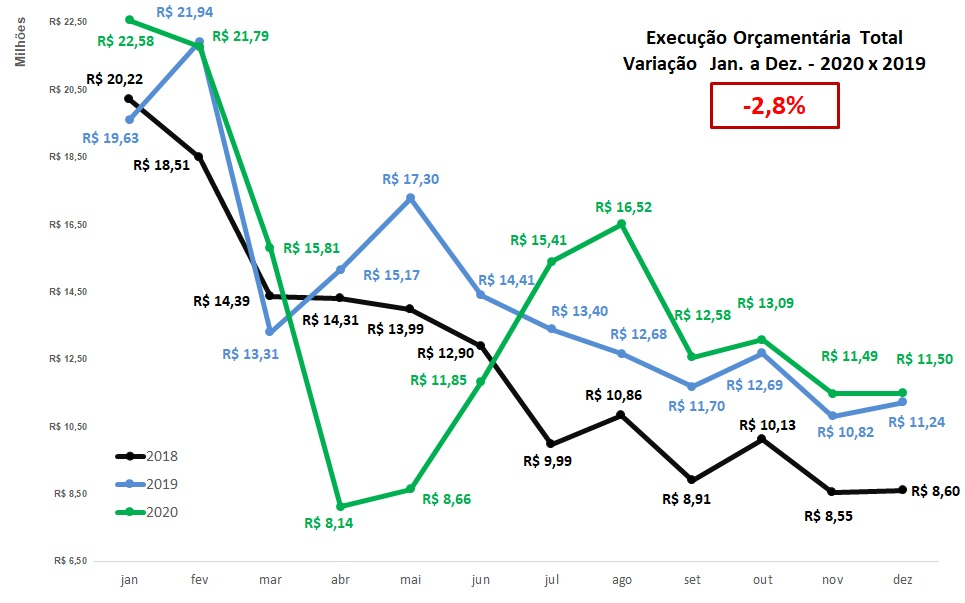 Milhões
R$ 22,50
R$ 20,50
R$ 18,50
R$ 16,50
R$ 14,50
R$ 12,50
R$ 10,50
R$ 8,50
R$ 6,50
Execução Orçamentária Total
Variação Jan. a Dez. - 2020 x 2019
-2,8%
R$ 20,22
R$ 18,51
R$ 14,39
R$ 14,31
R$ 13,99
R$ 12,90
R$ 9,99
R$ 10,86
R$ 8,91
R$ 10,13
R$ 8,55
R$ 8,60
R$ 19,63
R$ 21,94
R$ 13,31
R$ 15,17
R$ 17,30
R$ 14,41
R$ 13,40
R$ 12,68
R$ 11,70
R$ 12,69
R$ 10,82
R$ 11,24
R$ 22,58
R$ 21,79
R$ 15,81
R$ 8,14
R$ 8,66
R$ 11,85
R$ 15,41
R$ 16,52
R$ 12,58
R$ 13,09
R$ 11,49
R$ 11,50
2018
2019
2020
jan fev mar abr mai jun jul ago set out nov dez